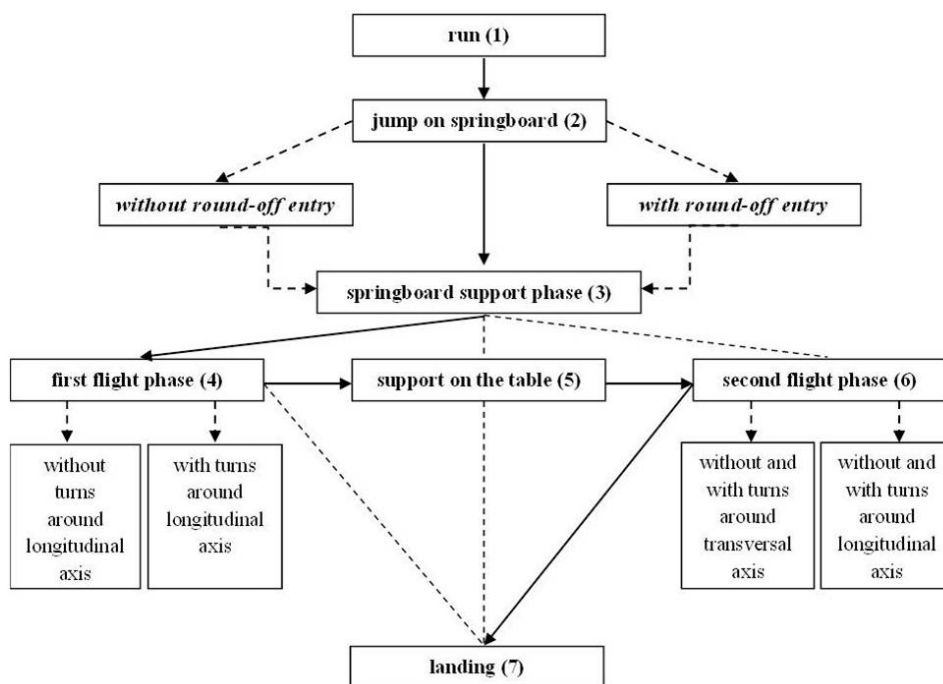 run (1)
jump on springboard (2)
without round-off entry
with round-off entry
springboard support phase (3)
first flight phase (4)
support on the table (5)
second flight phase (6)
without
turns
around
longitudinal
axis
with turns
around
longitudinal
axis
without and
with turns
around
transversal
axis
without and
with turns
around
longitudinal
axis
landing (7)